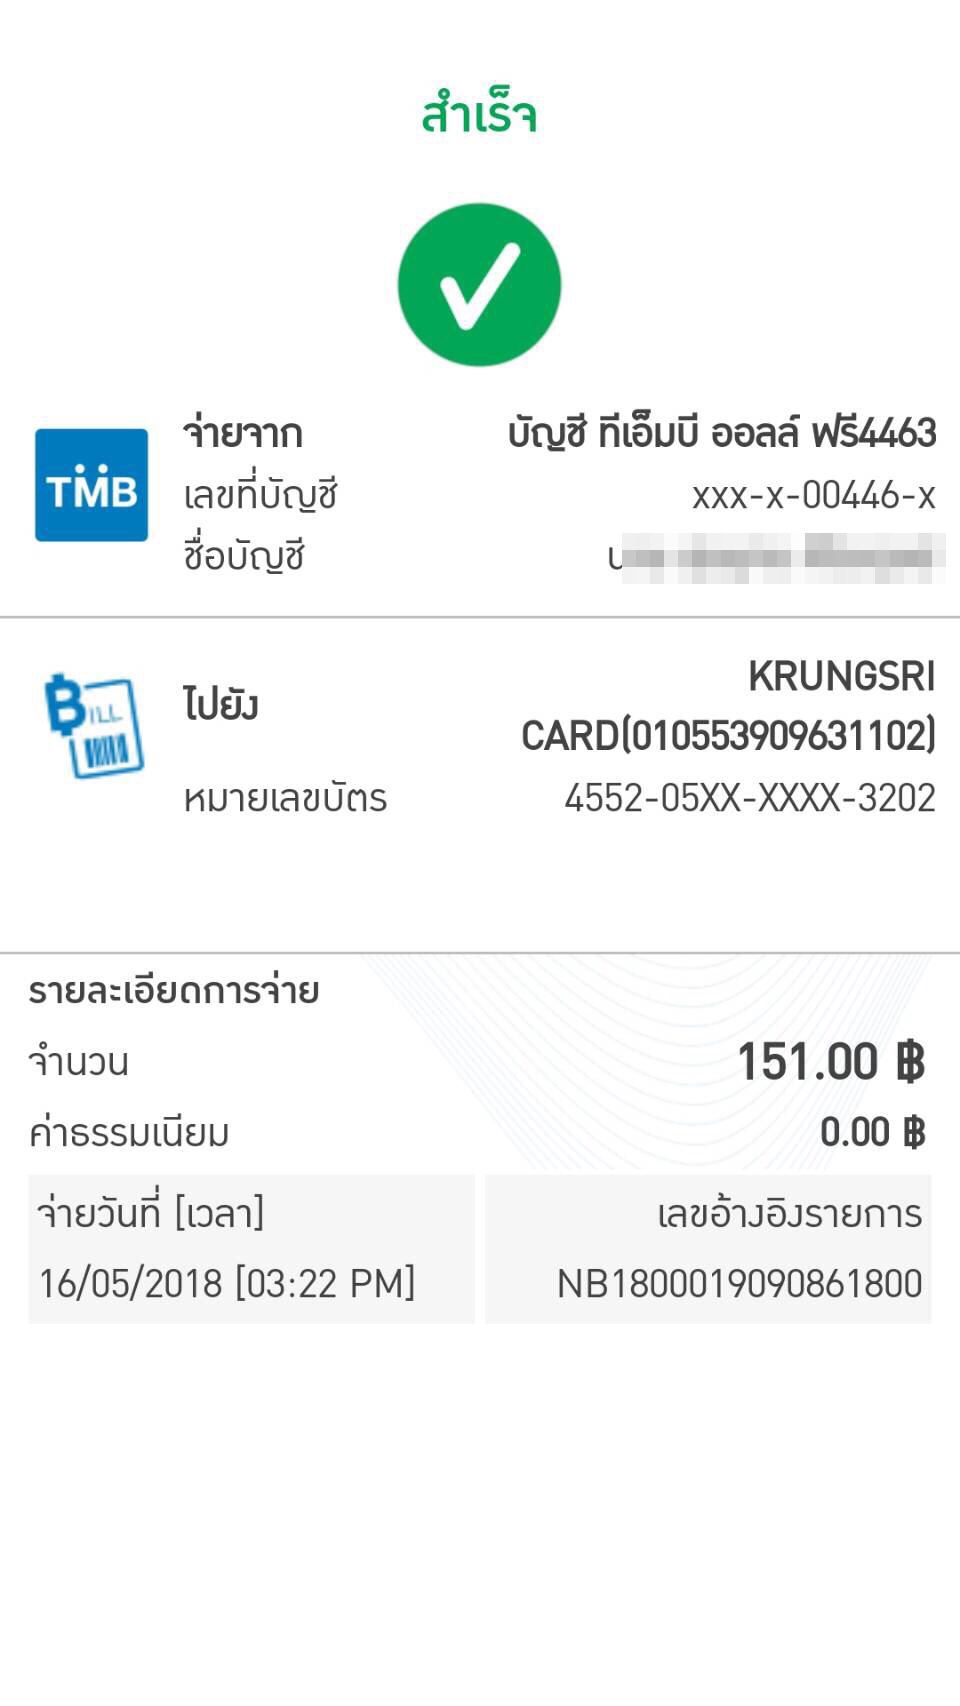 สำเร็จ
TMB
จ่ายจาก บัญชี ทีเอ็มบี ออลล์ ฟรี4463
เลขที่บัญชี xxx-x-00446-x
ชื่อบัญชี
BILL
ไปยัง KRUNGSRI
CARD(010553909631102)
หมายเลขบัตร 4552-05XX-XXXX-3202
รายละเอียดการจ่าย
จำนวน 151.00 ฿
ค่าธรรมเนียม 0.00 ฿
จ่ายวันที่ [เวลา] เลขอ้างอิงรายการ
16/05/2018 [03:22 PM] NB1800019090861800